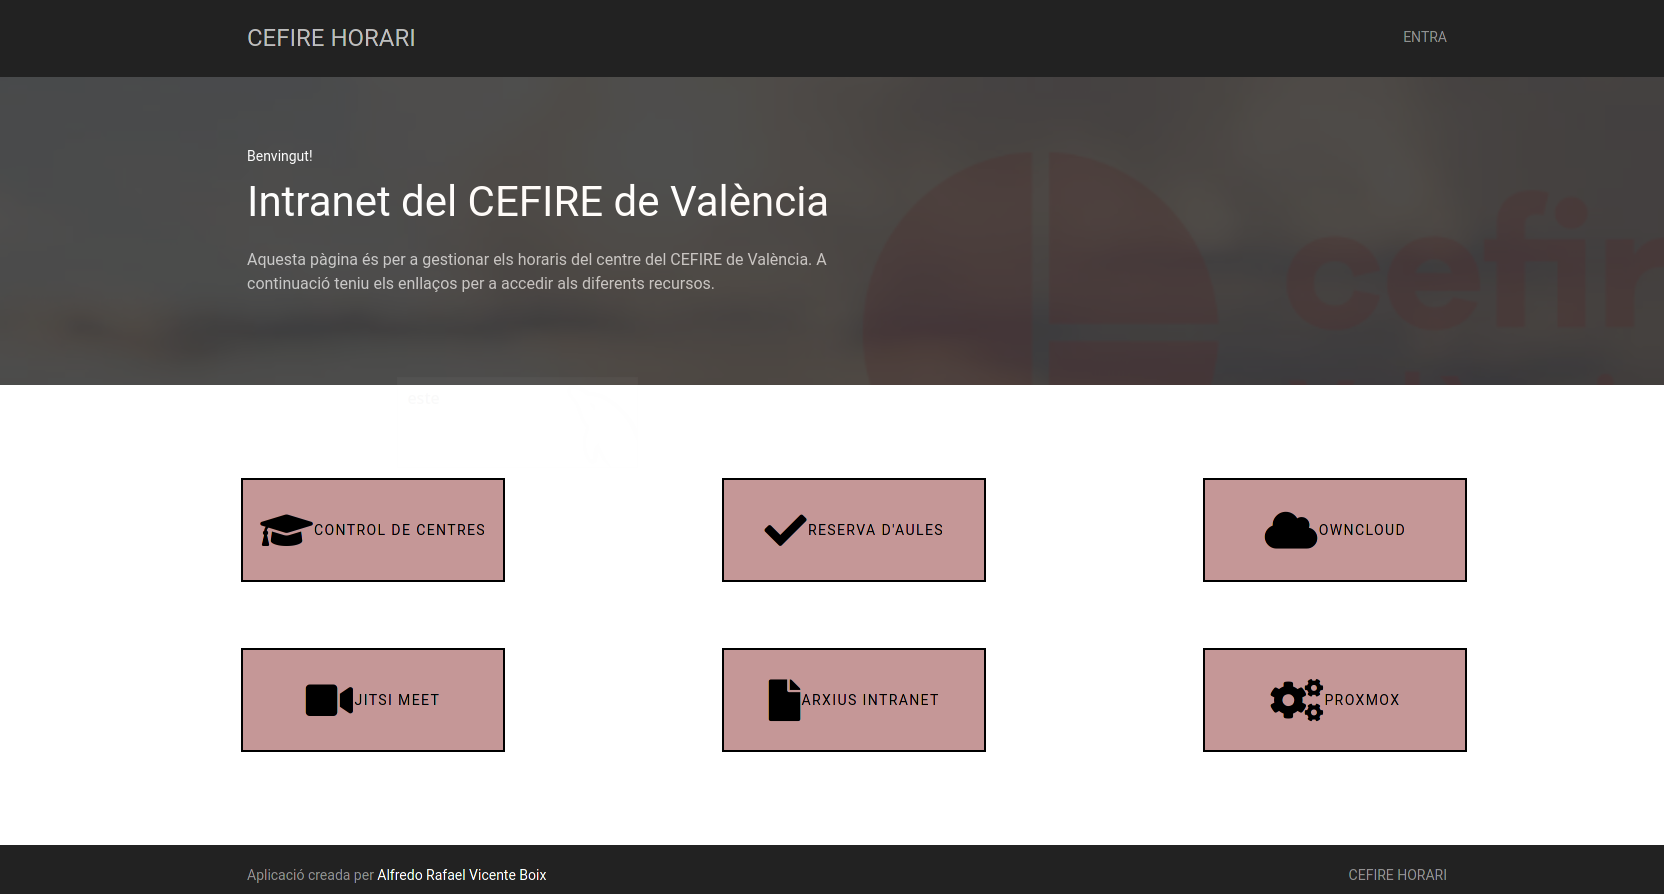 CEFIRE HORARI
ENTRA
Benvingut!
Intranet del CEFIRE de València
Aquesta pàgina és per a gestionar els horaris del centre del CEFIRE de València. A
continuació teniu els enllaços per a accedir als diferents recursos.
cefir
CONTROL DE CENTRES
RESERVA D'AULES
OWNCLOUD
JITSI MEET
ARXIUS INTRANET
PROXMOX
Aplicació creada per Alfredo Rafael Vicente Boix
CEFIRE HORARI